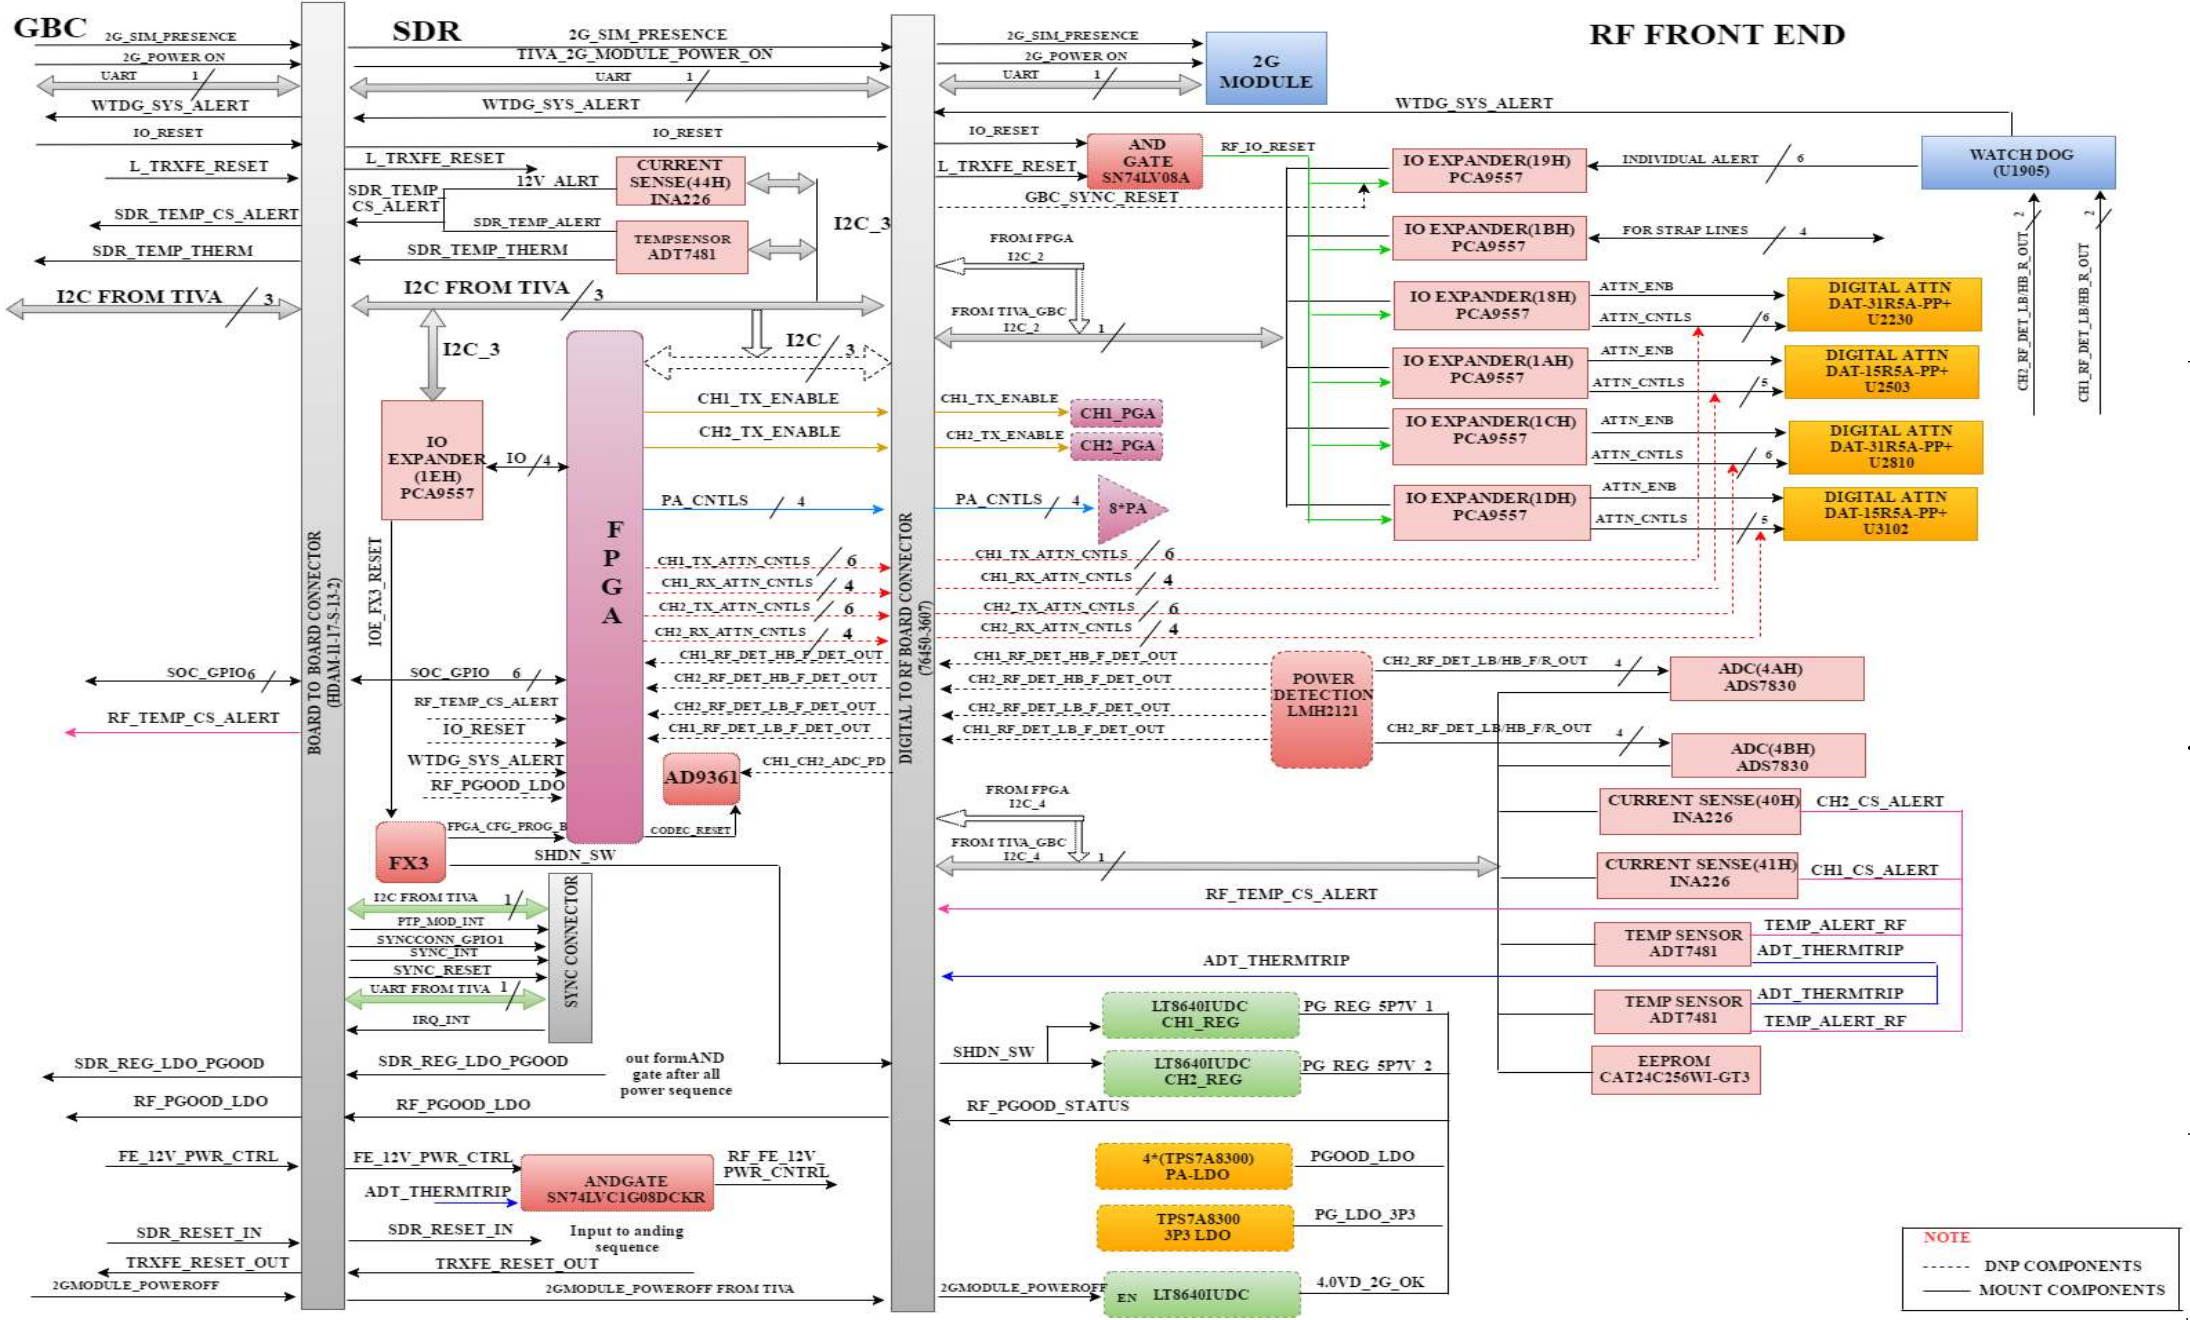 GBC
SDR
RF FRONT END
2G_SIM_PRESENCE
2G_POWER ON
UART
1
WTDG_SYS_ALERT
IO_RESET
L_TRXFE_RESET
SDR_TEMP_CS_ALERT
SDR_TEMP_THERM
I2C FROM TIVA
3
SOC_GPIO6
RF_TEMP_CS_ALERT
SDR_REG_LDO_PGOOD
RF_PGOOD_LDO
FE_12V_PWR_CTRL
SDR_RESET_IN
TRXFE_RESET_OUT
2GMODULE_POWEROFF
BOARD TO BOARD CONNECTOR
(HDAM-11-17-S-13-2)
2G_SIM_PRESENCE
TIVA_2G_MODULE_POWER_ON
UART
1
WTDG_SYS_ALERT
IO_RESET
L_TRXFE_RESET
12V_ALRT
SDR_TEMP_
CS_ALERT
CURRENT
SENSE(44H)
INA226
SDR_TEMP_ALERT
SDR_TEMP_THERM
TEMPSENSOR
ADT7481
I2C_3
I2C FROM TIVA
3
I2C_3
I2C
3
IO
EXPANDER
(1EH)
PCA9557
IO
4
F
P
G
A
CH1_TX_ENABLE
CH2_TX_ENABLE
PA_CNTLS
4
CH1_TX_ATTN_CNTLS
6
CH1_RX_ATTN_CNTLS
4
CH2_TX_ATTN_CNTLS
6
CH2_RX_ATTN_CNTLS
4
CH1_RF_DET_HB_F_DET_OUT
CH2_RF_DET_HB_F_DET_OUT
CH2_RF_DET_LB_F_DET_OUT
CH1_RF_DET_LB_F_DET_OUT
IOE_FX3_RESET
SOC_GPIO
6
RF_TEMP_CS_ALERT
IO_RESET
WTDG_SYS_ALERT
RF_PGOOD_LDO
AD9361
CH1_CH2_ADC_PD
CODEC_RESET
FX3
FPGA_CFG_PROG_B
SHDN_SW
I2C FROM TIVA
1
PTP_MOD_INT
SYNCCONN_GPIO1
SYNC_INT
SYNC_RESET
UART FROM TIVA
1
IRQ_INT
SYNC CONNECTOR
SDR_REG_LDO_PGOOD
out formAND
gate after all
power sequence
RF_PGOOD_LDO
FE_12V_PWR_CTRL
ADT_THERMTRIP
ANDGATE
SN74LVC1G08DCKR
RF_FE_12V_
PWR_CNTRL
SDR_RESET_IN
Input to anding
sequence
TRXFE_RESET_OUT
2GMODULE_POWEROFF FROM TIVA
DIGITAL TO RF BOARD CONNECTOR
(76450-3607)
2G_SIM_PRESENCE
2G_POWER ON
UART
1
2G
MODULE
WTDG_SYS_ALERT
IO_RESET
L_TRXFE_RESET
AND
GATE
SN74LV08A
RF_IO_RESET
GBC_SYNC_RESET
FROM FPGA
I2C_2
FROM TIVA_GBC
I2C_2
1
CH1_TX_ENABLE
CH1_PGA
CH2_TX_ENABLE
CH2_PGA
PA_CNTLS
4
8*PA
IO EXPANDER(19H)
PCA9557
INDIVIDUAL ALERT
6
WATCH DOG
(U1905)
IO EXPANDER(1BH)
PCA9557
FOR STRAP LINES
4
2
CH2_RF_DET_LB/HB_R_OUT
2
CH1_RF_DET_LB/HB_R_OUT
IO EXPANDER(18H)
PCA9557
ATTN_ENB
ATTN_CNTLS
6
DIGITAL ATTN
DAT-31R5A-PP+
U2230
IO EXPANDER(1AH)
PCA9557
ATTN_ENB
ATTN_CNTLS
5
DIGITAL ATTN
DAT-15R5A-PP+
U2503
IO EXPANDER(1CH)
PCA9557
ATTN_ENB
ATTN_CNTLS
6
DIGITAL ATTN
DAT-31R5A-PP+
U2810
IO EXPANDER(1DH)
PCA9557
ATTN_ENB
ATTN_CNTLS
5
DIGITAL ATTN
DAT-15R5A-PP+
U3102
CH1_TX_ATTN_CNTLS
6
CH1_RX_ATTN_CNTLS
4
CH2_TX_ATTN_CNTLS
6
CH2_RX_ATTN_CNTLS
4
CH1_RF_DET_HB_F_DET_OUT
CH2_RF_DET_HB_F_DET_OUT
CH2_RF_DET_LB_F_DET_OUT
CH1_RF_DET_LB_F_DET_OUT
POWER
DETECTION
LMH2121
CH2_RF_DET_LB/HB_F/R_OUT
4
ADC(4AH)
ADS7830
CH2_RF_DET_LB/HB_F/R_OUT
4
ADC(4BH)
ADS7830
FROM FPGA
I2C_4
FROM TIVA_GBC
I2C_4
1
CURRENT SENSE(40H)
INA226
CH2_CS_ALERT
CURRENT SENSE(41H)
INA226
CH1_CS_ALERT
RF_TEMP_CS_ALERT
TEMP SENSOR
ADT7481
TEMP_ALERT_RF
ADT_THERMTRIP
ADT_THERMTRIP
TEMP SENSOR
ADT7481
ADT_THERMTRIP
TEMP_ALERT_RF
EEPROM
CAT24C256WI-GT3
SHDN_SW
LT8640IUDC
CH1_REG
PG_REG_5P7V_1
LT8640IUDC
CH2_REG
PG_REG_5P7V_2
RF_PGOOD_STATUS
4*(TPS7A8300)
PA-LDO
PGOOD_LDO
TPS7A8300
3P3 LDO
PG_LDO_3P3
2GMODULE_POWEROFF
EN
LT8640IUDC
4.0VD_2G_OK
NOTE
DNP COMPONENTS
MOUNT COMPONENTS